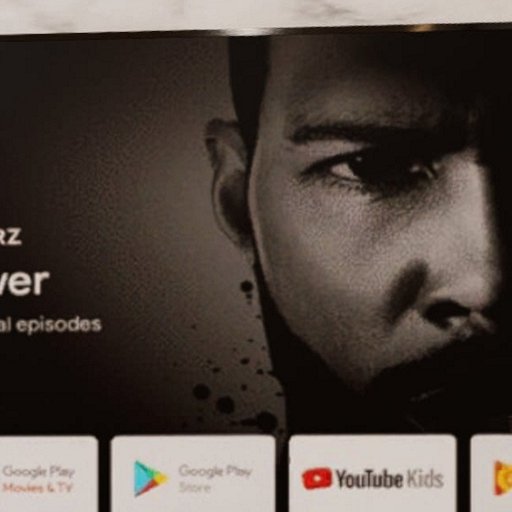 RZ
ver
al episodes
Google Play
Movies & TV
Google Play
Store
YouTube Kids